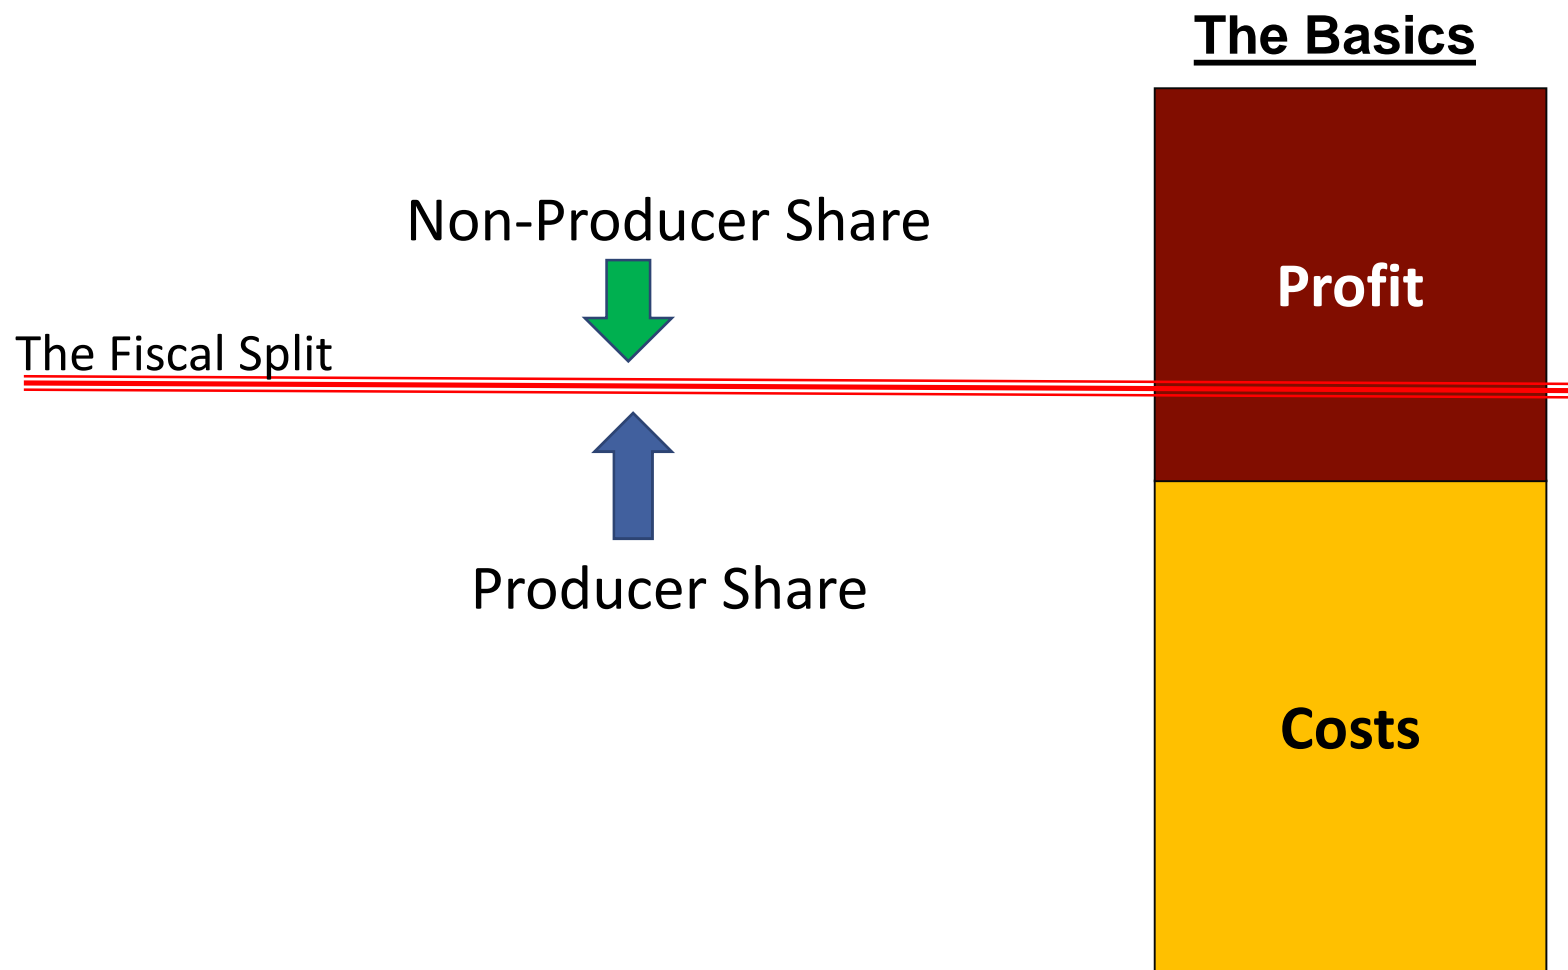 The Basics
Non-Producer Share
Profit
The Fiscal Split
Producer Share
Costs